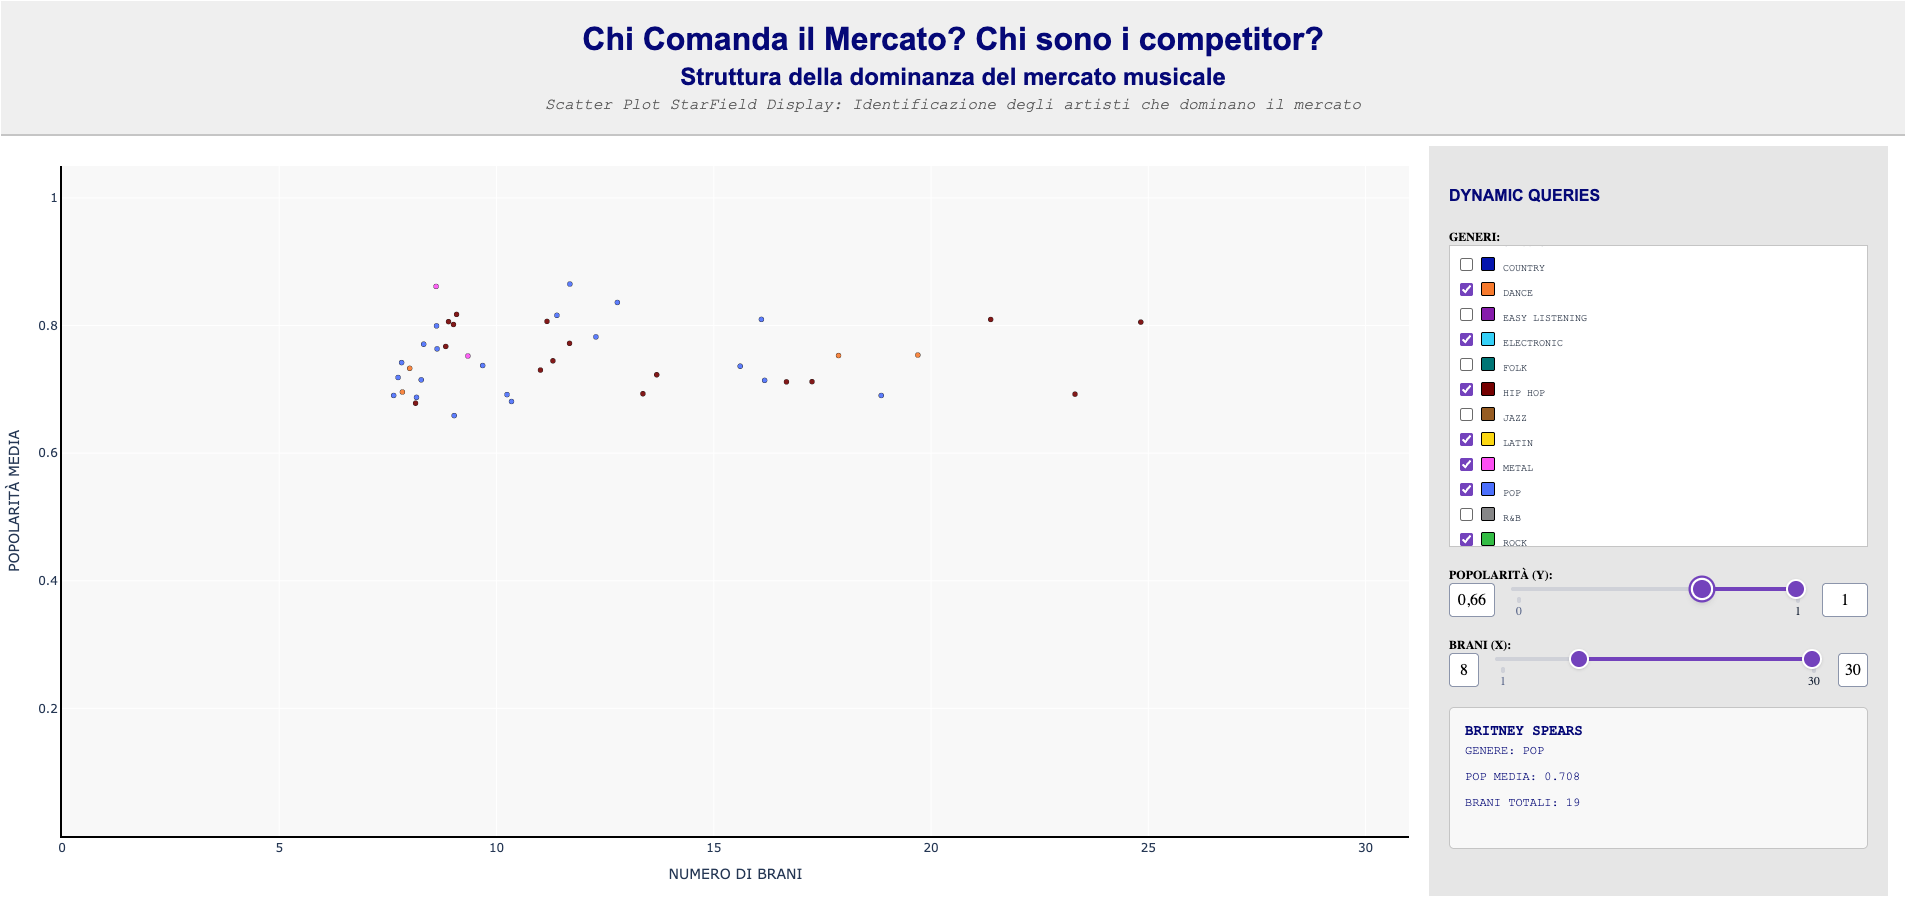 Chi Comanda il Mercato? Chi sono i competitor?
Struttura della dominanza del mercato musicale
Scatter Plot StarField Display: Identificazione degli artisti che dominano il mercato
1
0.8
0.6
0.4
0.2
POPOLARITÀ MEDIA
0 5 10 15 20 25 30
NUMERO DI BRANI
DYNAMIC QUERIES
GENERI:
COUNTRY
DANCE
EASY LISTENING
ELECTRONIC
FOLK
HIP HOP
JAZZ
LATIN
METAL
POP
R&B
ROCK
POPOLARITÀ (Y):
0,66 1
0 1
BRANI (X):
8 30
1 30
BRITNEY SPEARS
GENERE: POP
POP MEDIA: 0.708
BRANI TOTALI: 19